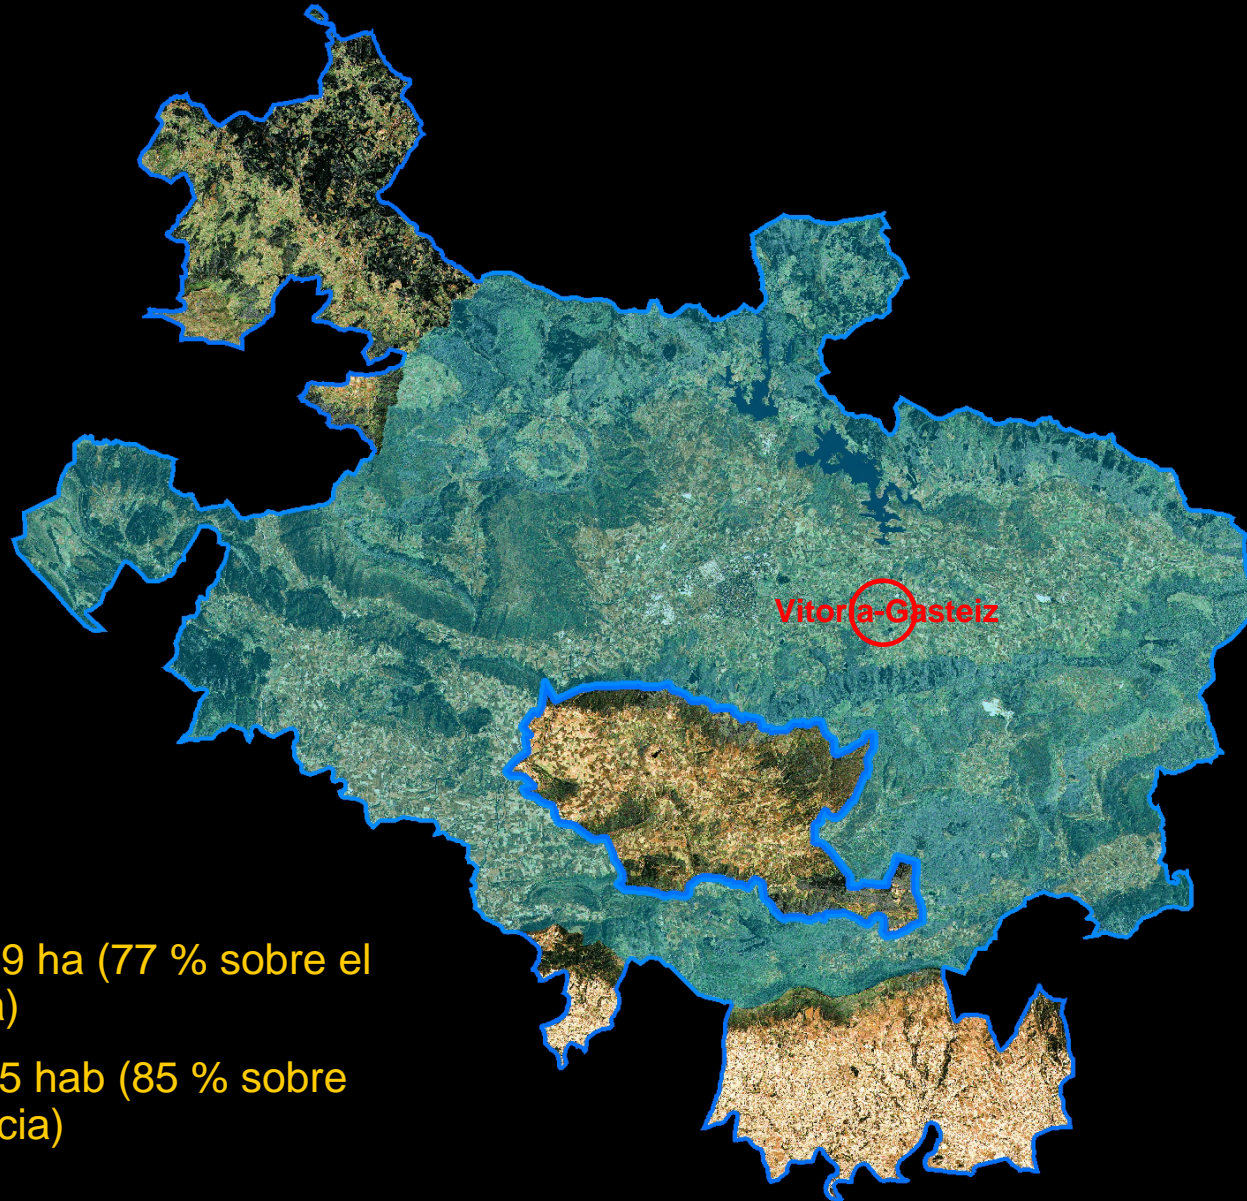 Vitoria-Gasteiz
9 ha (77 % sobre el
a)
5 hab (85 % sobre
cia)